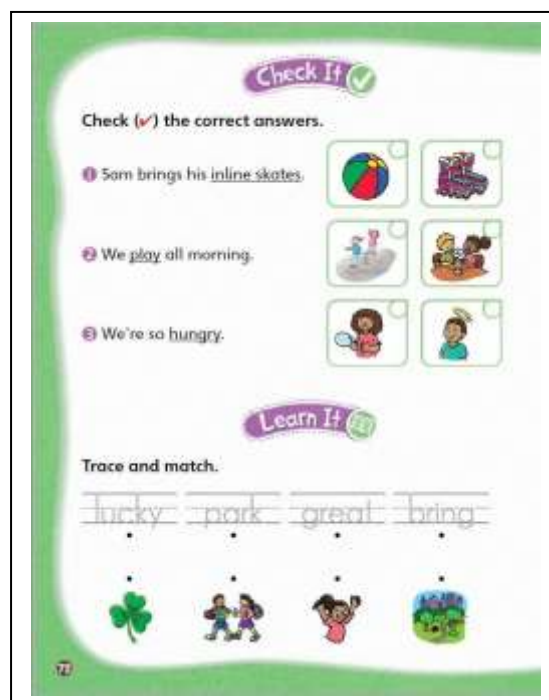 Check It
Check (✔) the correct answers.
1 Sam brings his inline skates.
2 We play all morning.
3 We're so hungry.
Learn It
Trace and match.
lucky park great bring